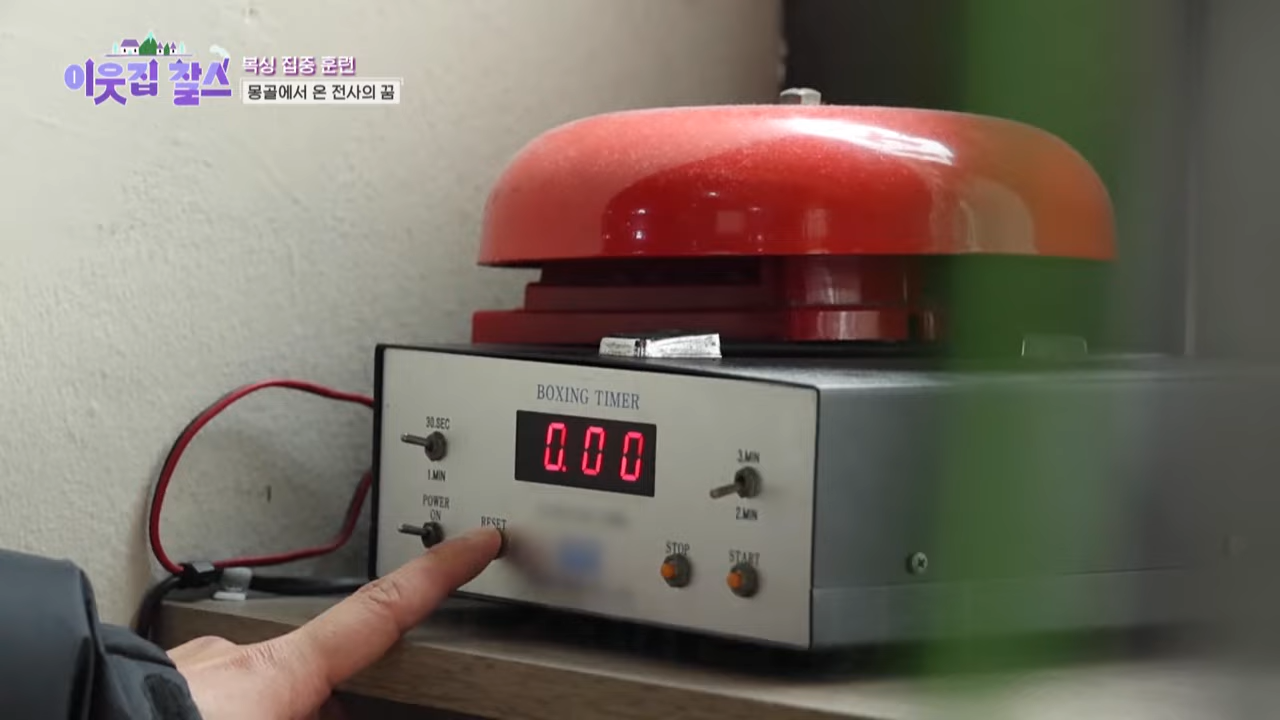 이웃집 찰스
복싱 집중 훈련
몽골에서 온 전사의 꿈
BOXING TIMER
30.SEC
0.00
3.MIN
1.MIN
2.MIN
POWER
ON
RESET
STOP
START